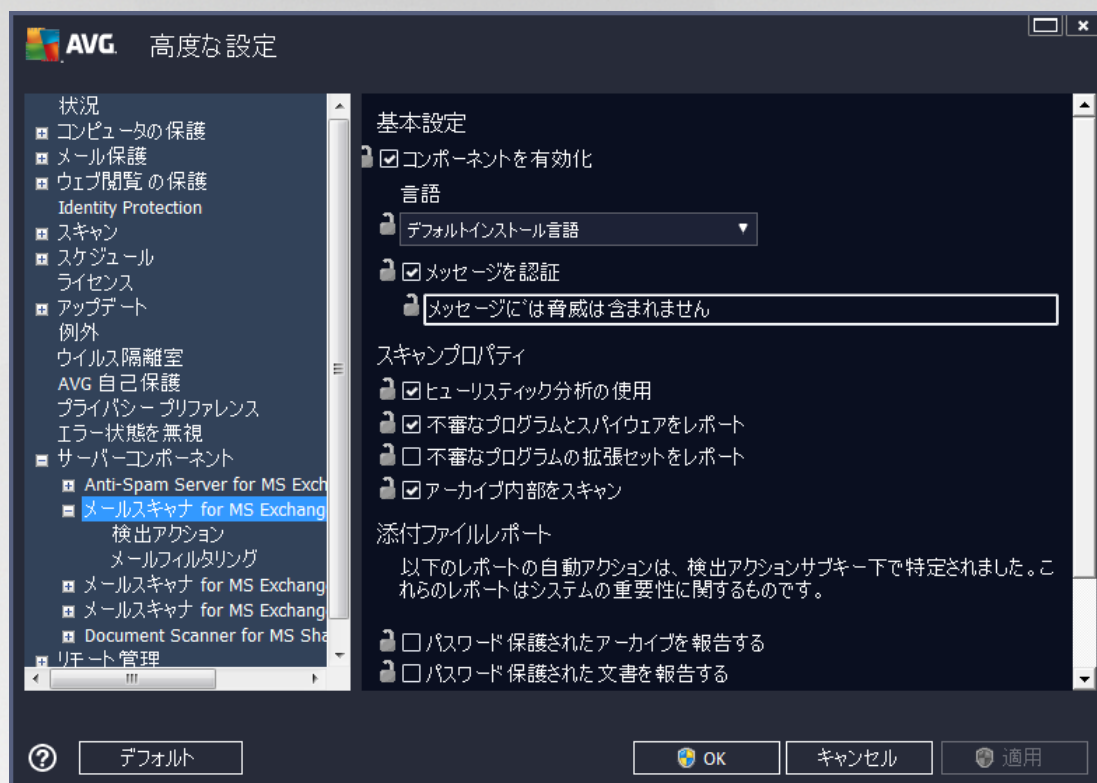 AVG. 高度な設定
状況
コンピュータの保護
メール保護
ウェブ閲覧 の保護
Identity Protection
スキャン
スケジュール
ライセンス
アップデート
例外
ウイルス隔離室
AVG 自己保護
プライバシー プリファレンス
エラー状態を無視
サーバーコンポーネント
Anti-Spam Server for MS Exch
メールスキャナ for MS Exchang
検出アクション
メールフィルタリング
メールスキャナ for MS Exchang
メールスキャナ for MS Exchang
Document Scanner for MS Sha
リモート管理
基本設定
コンポーネントを有効化
言語
デフォルトインストール言語
メッセージを認証
メッセージに゛は脅威は含まれません
スキャンプロパティ
ヒューリスティック分析の使用
不審なプログラムとスパイウェアをレポート
不審なプログラムの拡張セットをレポート
アーカイブ内部をスキャン
添付ファイルレポート
以下のレポートの自動アクションは、検出アクションサブキー下で特定されました。こ
れらのレポートはシステムの重要性に関するものです。
パスワード保護されたアーカイブを報告する
パスワード保護された文書を報告する
? デフォルト
OK
キャンセル
適用